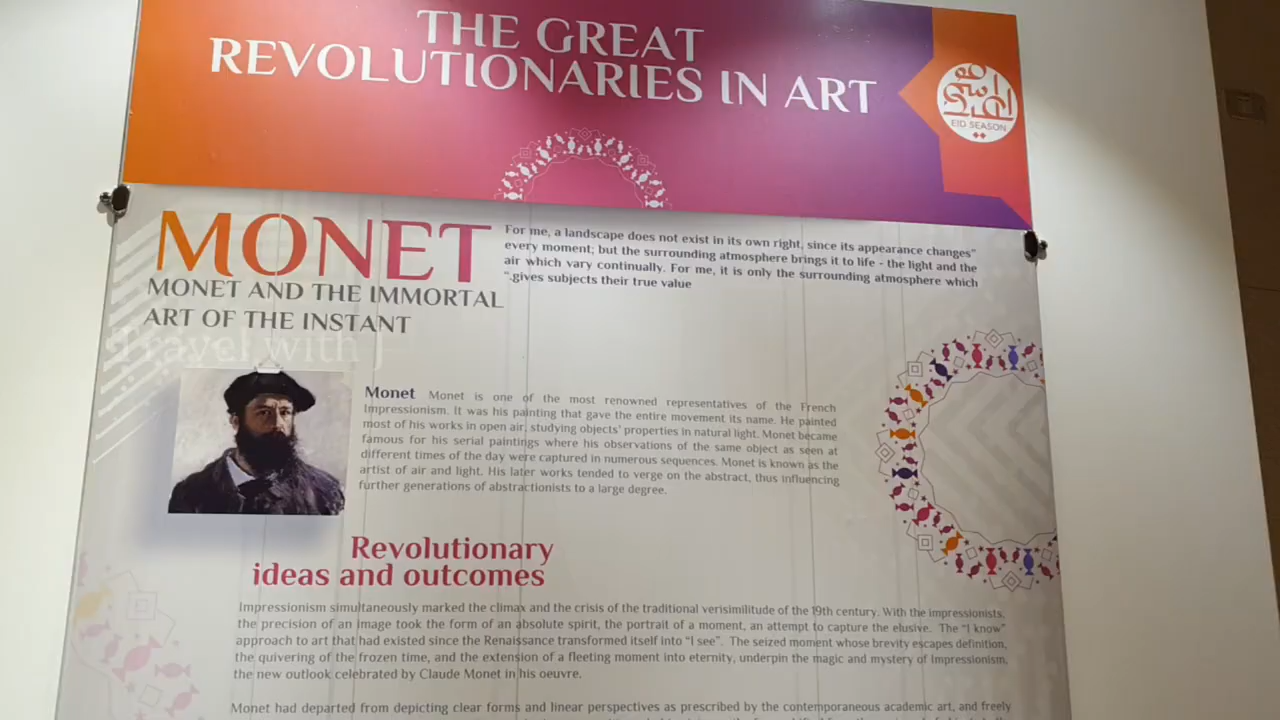 THE GREAT
REVOLUTIONARIES IN ART
EID SEASON
MONET
MONET AND THE IMMORTAL
ART OF THE INSTANT
For me, a landscape does not exist in its own right, since its appearance changes"
every moment; but the surrounding atmosphere brings it to life - the light and the
air which vary continually. For me, it is only the surrounding atmosphere which
".gives subjects their true value
Travel with J
Monet Monet is one of the most renowned representatives of the French
Impressionism. It was his painting that gave the entire movement its name. He painted
most of his works in open air, studying objects' properties in natural light. Monet became
famous for his serial paintings where his observations of the same object as seen at
different times of the day were captured in numerous sequences. Monet is known as the
artist of air and light. His later works tended to verge on the abstract, thus influencing
further generations of abstractionists to a large degree.
Revolutionary
ideas and outcomes
Impressionism simultaneously marked the climax and the crisis of the traditional verisimilitude of the 19th century. With the impressionists,
the precision of an image took the form of an absolute spirit, the portrait of a moment, an attempt to capture the elusive. The "I know"
approach to art that had existed since the Renaissance transformed itself into "I see". The seized moment whose brevity escapes definition,
the quivering of the frozen time, and the extension of a fleeting moment into eternity, underpin the magic and mystery of Impressionism,
the new outlook celebrated by Claude Monet in his oeuvre.
Monet had departed from depicting clear forms and linear perspectives as prescribed by the contemporaneous academic art, and freely